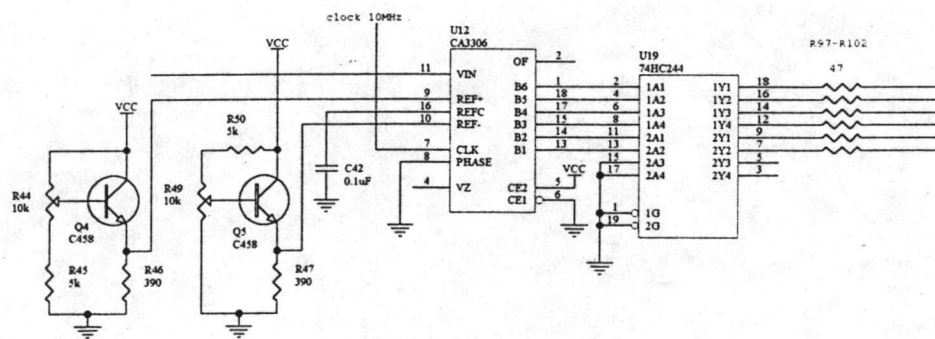 clock 10MHz
U12
CA3306
VCC
11 VIN
9 REF+
16 REFC
10 REF-
7 CLK
8 PHASE
4 VZ
OF 2
B6 1
B5 18
B4 17
B3 15
B2 14
B1 13
CE2 5
CE1 6
VCC
U19
74HC244
2 1A1
4 1A2
6 1A3
8 1A4
11 2A1
13 2A2
15 2A3
17 2A4
1 1G
19 2G
1Y1 18
1Y2 16
1Y3 14
1Y4 12
2Y1 9
2Y2 7
2Y3 5
2Y4 3
R97-R102
47
VCC
R50
5k
C42
0.1uF
R44
10k
Q4
C458
R49
10k
Q5
C458
R45
5k
R46
390
R47
390